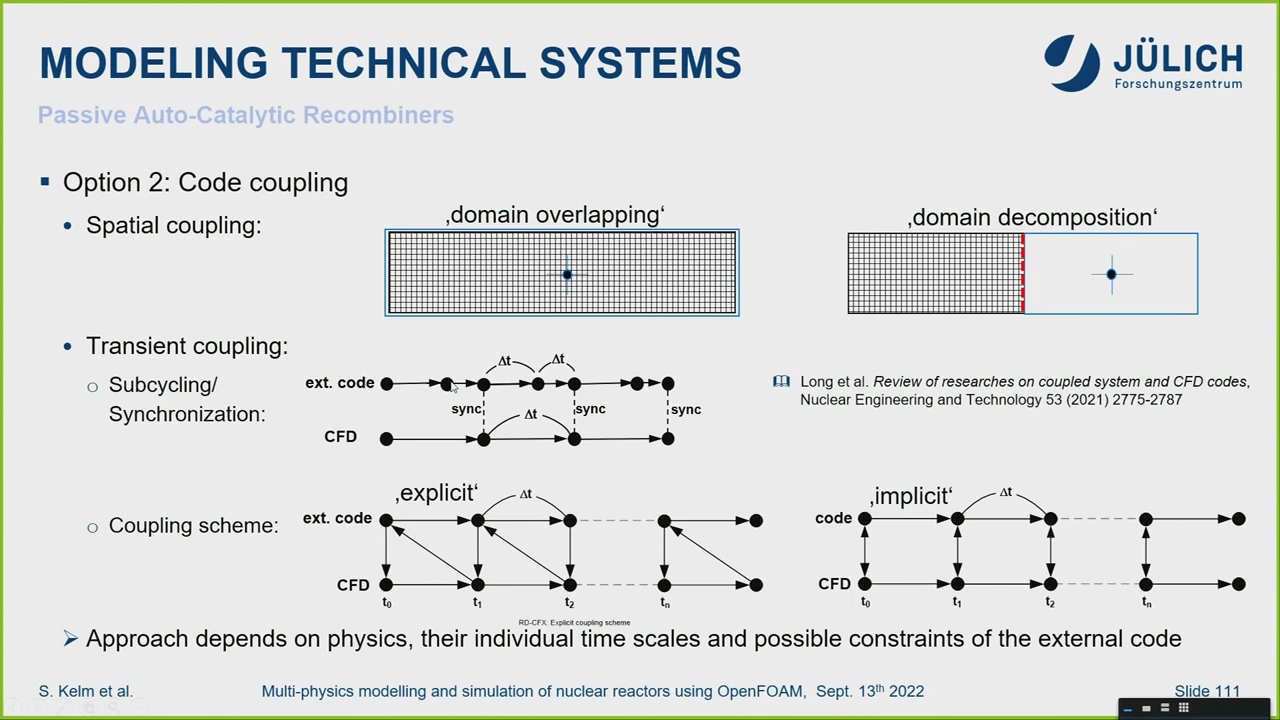 MODELING TECHNICAL SYSTEMS
JÜLICH
Forschungszentrum
Passive Auto-Catalytic Recombiners
▪ Option 2: Code coupling
• Spatial coupling:
‚domain overlapping‘
‚domain decomposition‘
• Transient coupling:
○ Subcycling/
Synchronization:
Δt Δt
ext. code
sync sync sync
Δt
CFD
Long et al. Review of researches on coupled system and CFD codes,
Nuclear Engineering and Technology 53 (2021) 2775-2787
○ Coupling scheme:
‚explicit‘ Δt
ext. code
CFD
t₀ t₁ t₂ tₙ
RD-CFX: Explicit coupling scheme
‚implicit‘ Δt
code
CFD
t₀ t₁ t₂ tₙ
➢ Approach depends on physics, their individual time scales and possible constraints of the external code
S. Kelm et al. Multi-physics modelling and simulation of nuclear reactors using OpenFOAM, Sept. 13th 2022 Slide 111